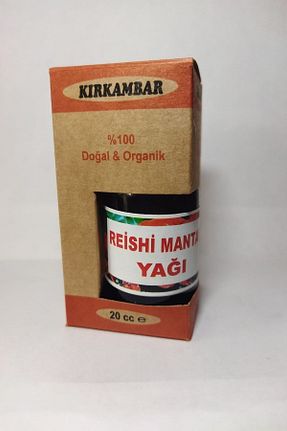 KIRKAMBAR
%100
Doğal & Organik
REİSHİ MANTA
YAĞI
20 cc ℮